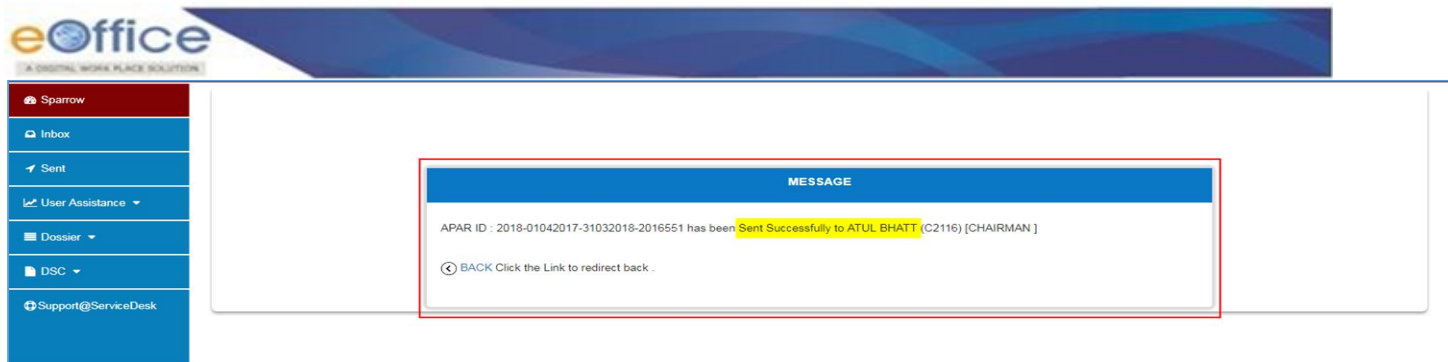 eOffice
A DIGITAL WORK PLACE SOLUTION
Sparrow
Inbox
Sent
User Assistance
Dossier
DSC
Support@ServiceDesk
MESSAGE
APAR ID : 2018-01042017-31032018-2016551 has been Sent Successfully to ATUL BHATT (C2116) [CHAIRMAN ]
BACK Click the Link to redirect back .